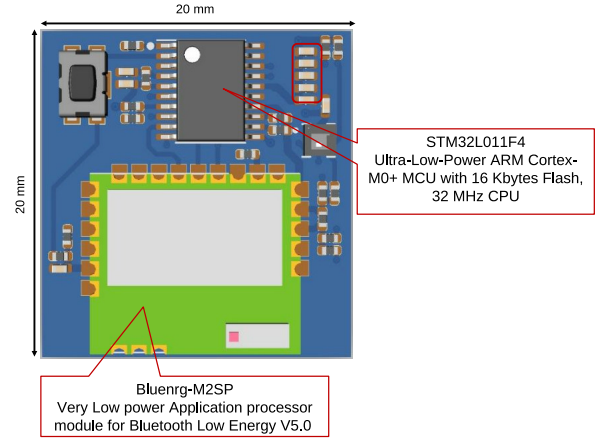 20 mm
20 mm
STM32L011F4
Ultra-Low-Power ARM Cortex-
M0+ MCU with 16 Kbytes Flash,
32 MHz CPU
Bluenrg-M2SP
Very Low power Application processor
module for Bluetooth Low Energy V5.0